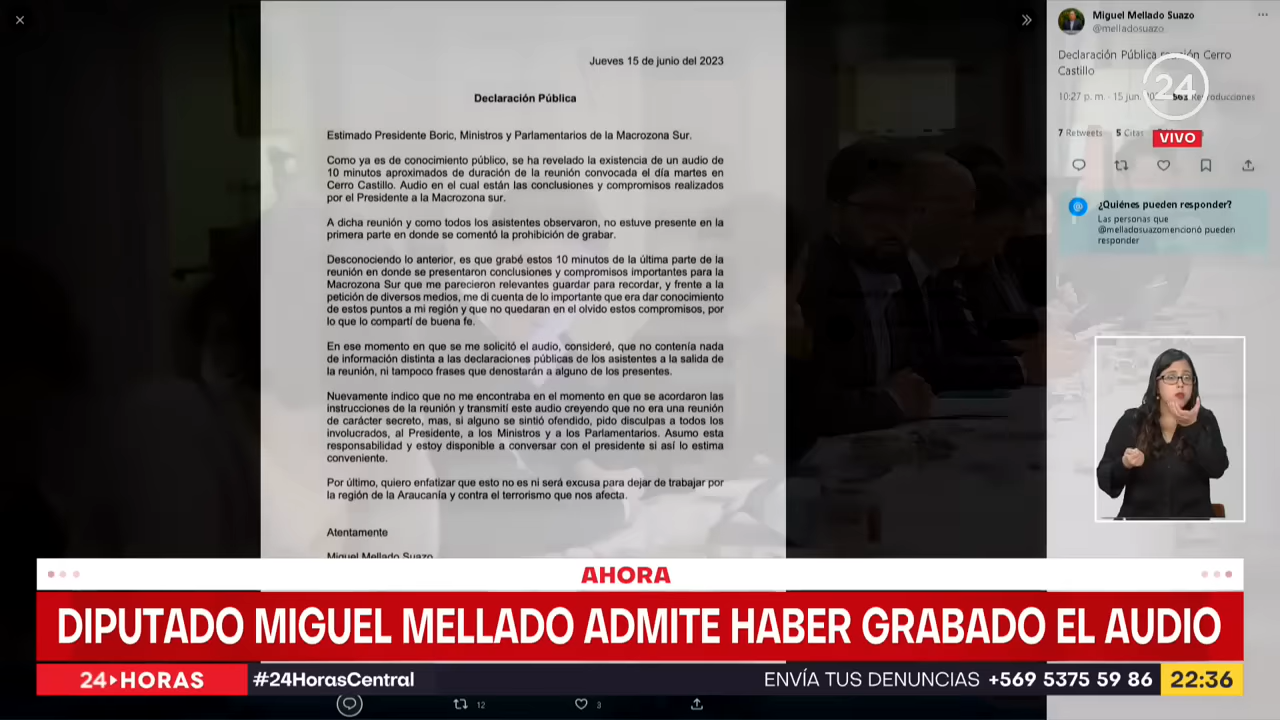 Jueves 15 de junio del 2023
Declaración Pública
Estimado Presidente Boric, Ministros y Parlamentarios de la Macrozona Sur.
Como ya es de conocimiento público, se ha revelado la existencia de un audio de
10 minutos aproximados de duración de la reunión convocada el día martes en
Cerro Castillo. Audio en el cual están las conclusiones y compromisos realizados
por el Presidente a la Macrozona sur.
A dicha reunión y como todos los asistentes observaron, no estuve presente en la
primera parte en donde se comentó la prohibición de grabar.
Desconociendo lo anterior, es que grabé estos 10 minutos de la última parte de la
reunión en donde se presentaron conclusiones y compromisos importantes para la
Macrozona Sur que me parecieron relevantes guardar para recordar, y frente a la
petición de diversos medios, me di cuenta de lo importante que era dar conocimiento
de estos puntos a mi región y que no quedaran en el olvido estos compromisos, por
lo que lo compartí de buena fe.
En ese momento en que se me solicitó el audio, consideré, que no contenía nada
de información distinta a las declaraciones públicas de los asistentes a la salida de
la reunión, ni tampoco frases que denostarán a alguno de los presentes.
Nuevamente indico que no me encontraba en el momento en que se acordaron las
instrucciones de la reunión y transmití este audio creyendo que no era una reunión
de carácter secreto, mas, si alguno se sintió ofendido, pido disculpas a todos los
involucrados, al Presidente, a los Ministros y a los Parlamentarios. Asumo esta
responsabilidad y estoy disponible a conversar con el presidente si así lo estima
conveniente.
Por último, quiero enfatizar que esto no es ni será excusa para dejar de trabajar por
la región de la Araucanía y contra el terrorismo que nos afecta.
Atentamente
Miguel Mellado Suazo
Miguel Mellado Suazo
@melladosuazo
Declaración Pública reunión Cerro
Castillo
10:27 p. m. · 15 jun. 563 Reproducciones
7 Retweets 5 Citas
24
VIVO
¿Quiénes pueden responder?
Las personas que
@melladosuazomencionó pueden
responder
AHORA
DIPUTADO MIGUEL MELLADO ADMITE HABER GRABADO EL AUDIO
24 HORAS
#24HorasCentral
ENVÍA TUS DENUNCIAS +569 5375 59 86
22:36
12
3